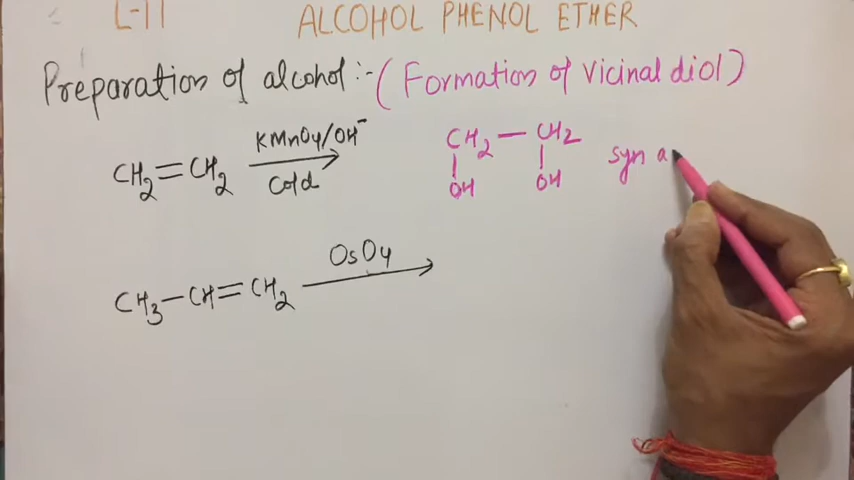 L-11 ALCOHOL PHENOL ETHER
Preparation of alcohol :- (Formation of vicinal diol)
CH2=CH2 KMnO4/OH- Cold CH2-CH2 syn a
OH OH
CH3-CH=CH2 OsO4